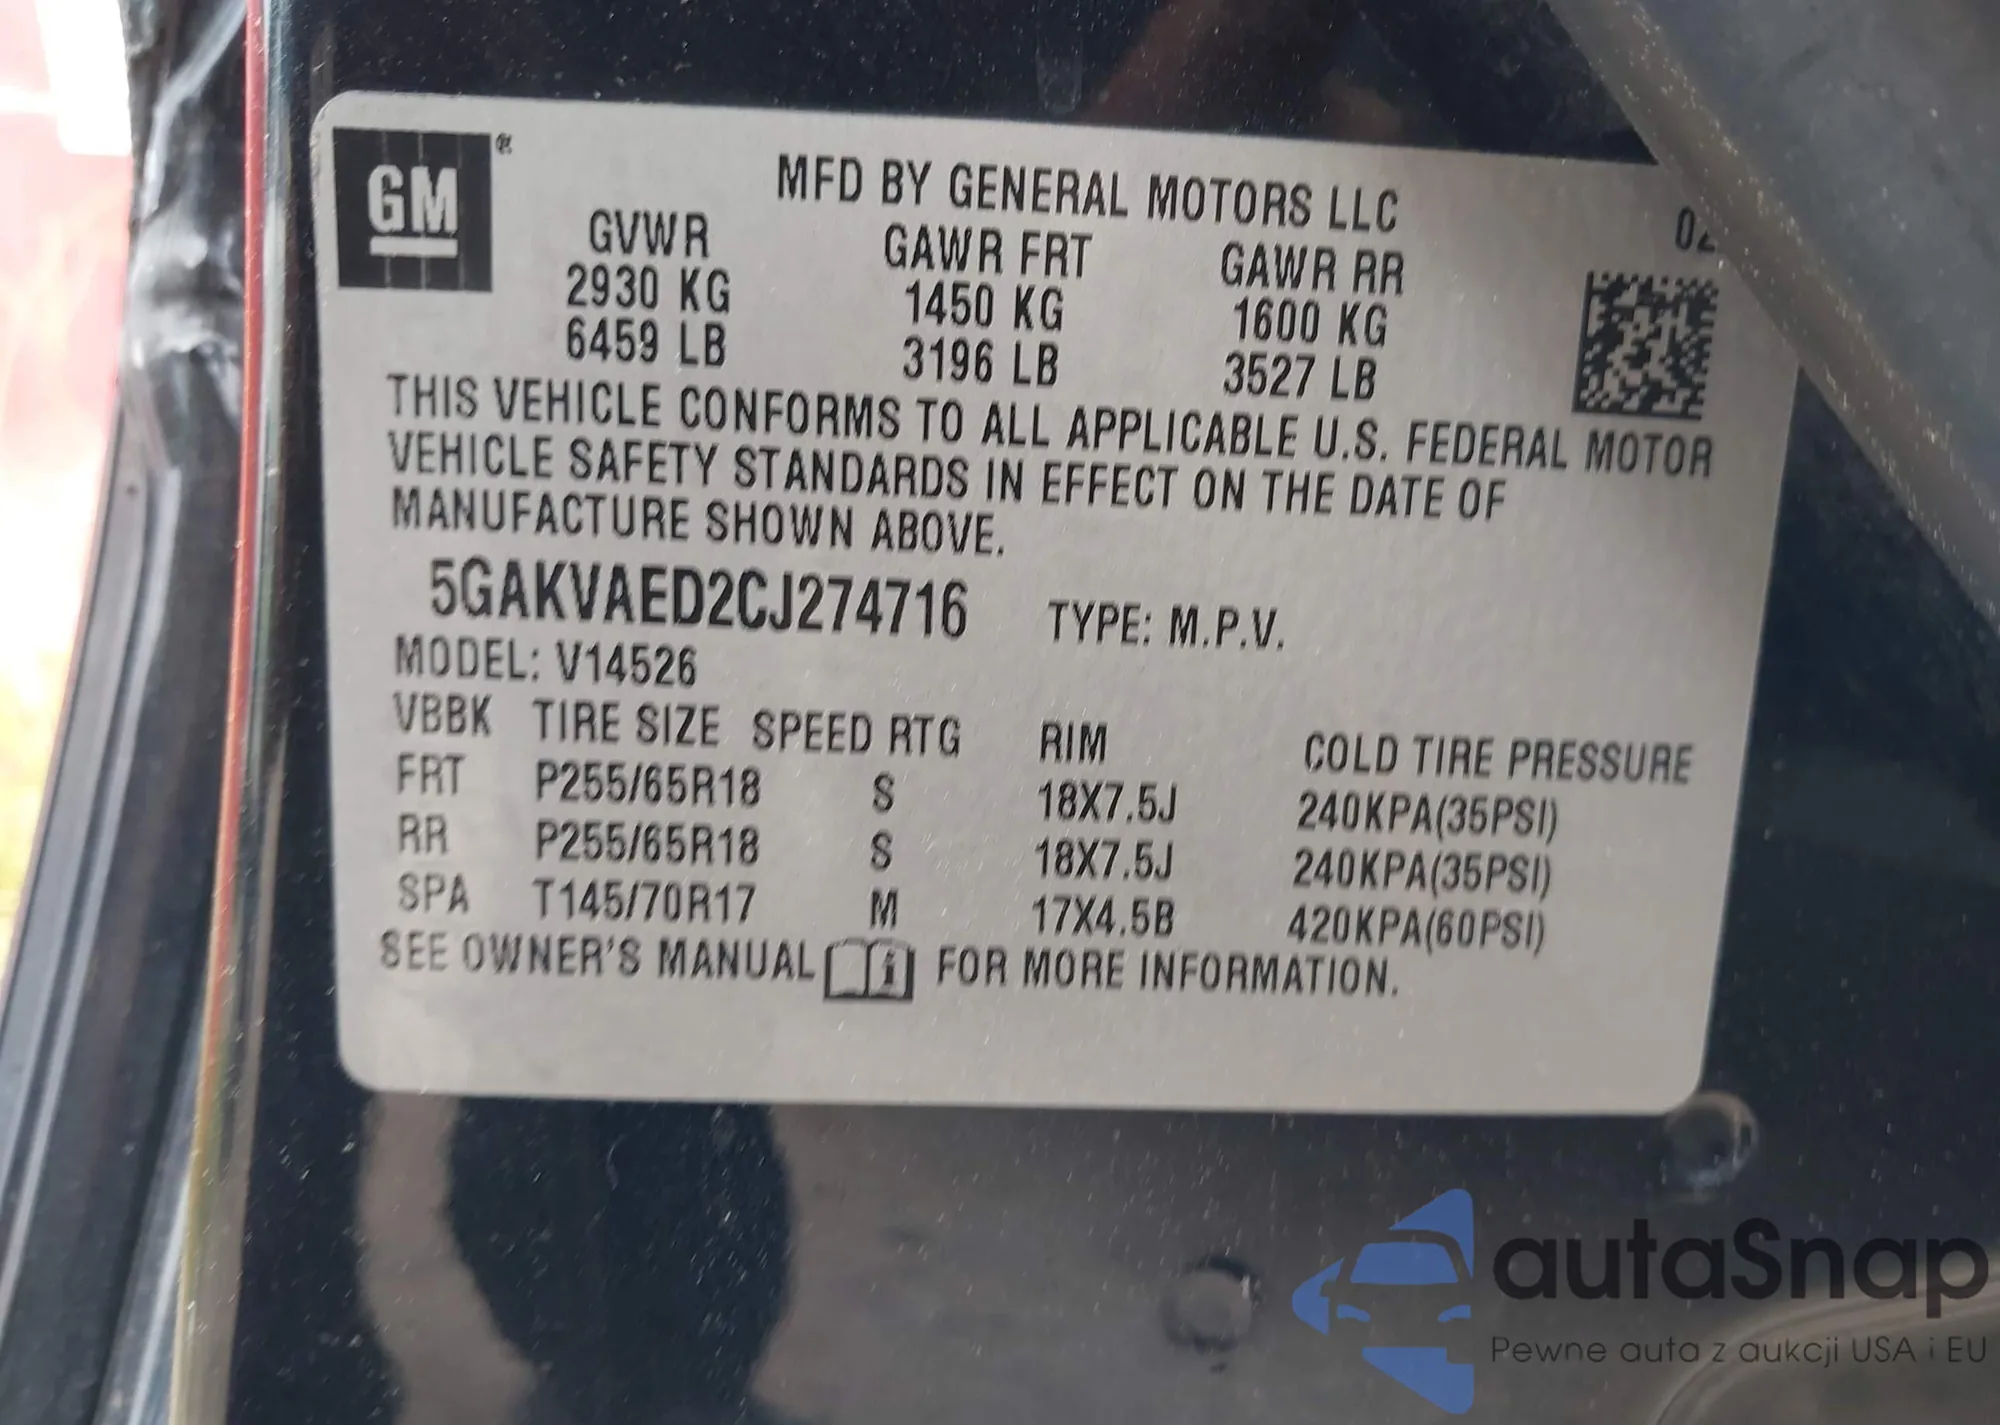 GM®
MFD BY GENERAL MOTORS LLC
GVWR GAWR FRT GAWR RR
2930 KG 1450 KG 1600 KG
6459 LB 3196 LB 3527 LB
THIS VEHICLE CONFORMS TO ALL APPLICABLE U.S. FEDERAL MOTOR
VEHICLE SAFETY STANDARDS IN EFFECT ON THE DATE OF
MANUFACTURE SHOWN ABOVE.
5GAKVAED2CJ274716 TYPE: M.P.V.
MODEL: V14526
VBBK TIRE SIZE SPEED RTG RIM COLD TIRE PRESSURE
FRT P255/65R18 S 18X7.5J 240KPA(35PSI)
RR P255/65R18 S 18X7.5J 240KPA(35PSI)
SPA T145/70R17 M 17X4.5B 420KPA(60PSI)
SEE OWNER'S MANUAL FOR MORE INFORMATION.
autaSnap
Pewne auta z aukcji USA i EU